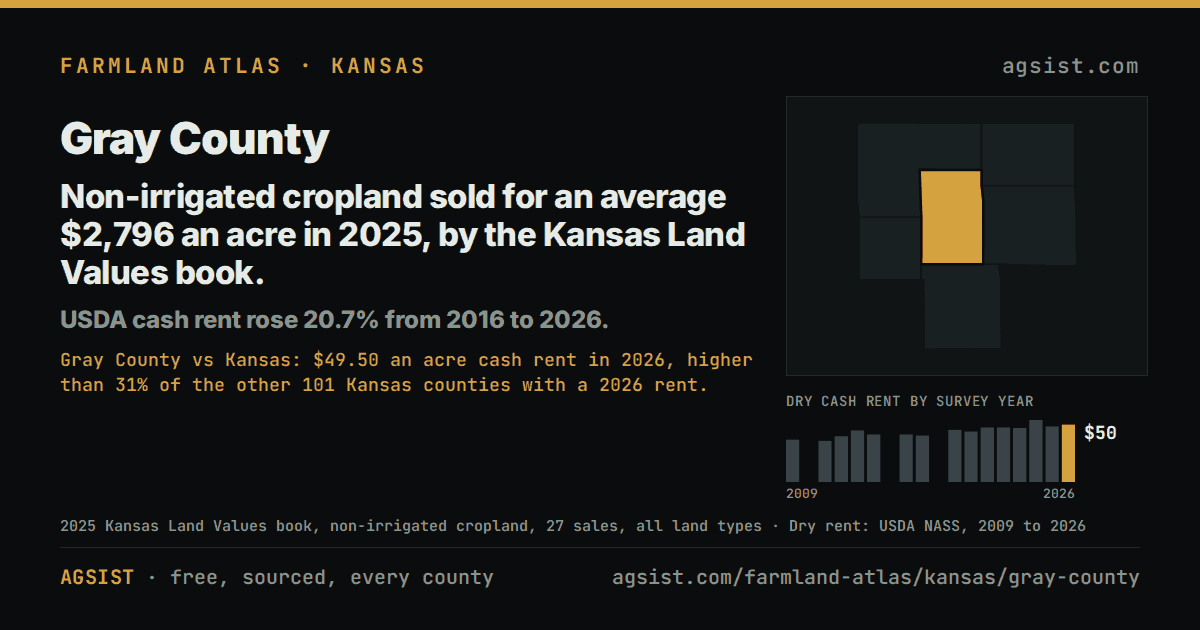 FARMLAND ATLAS · KANSAS
agsist.com
Gray County
Non-irrigated cropland sold for an average
$2,796 an acre in 2025, by the Kansas Land
Values book.
USDA cash rent rose 20.7% from 2016 to 2026.
Gray County vs Kansas: $49.50 an acre cash rent in 2026, higher
than 31% of the other 101 Kansas counties with a 2026 rent.
DRY CASH RENT BY SURVEY YEAR
$50
2009 2026
2025 Kansas Land Values book, non-irrigated cropland, 27 sales, all land types · Dry rent: USDA NASS, 2009 to 2026
AGSIST · free, sourced, every county
agsist.com/farmland-atlas/kansas/gray-county